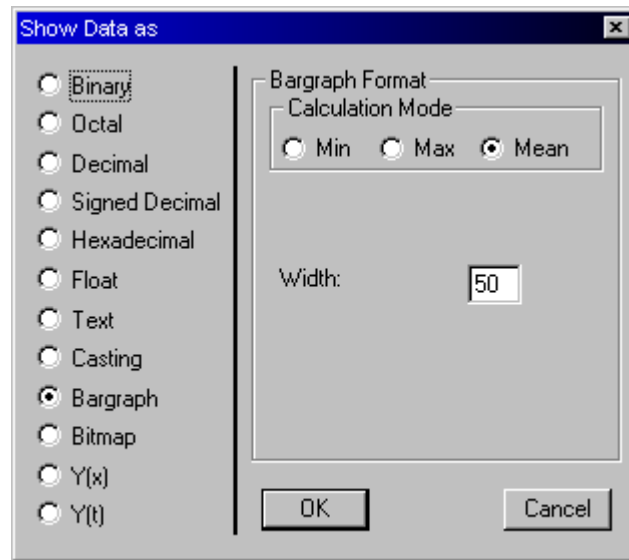 Show Data as
Binary
Octal
Decimal
Signed Decimal
Hexadecimal
Float
Text
Casting
Bargraph
Bitmap
Y(x)
Y(t)
Bargraph Format
Calculation Mode
Min Max Mean
Width: 50
OK Cancel